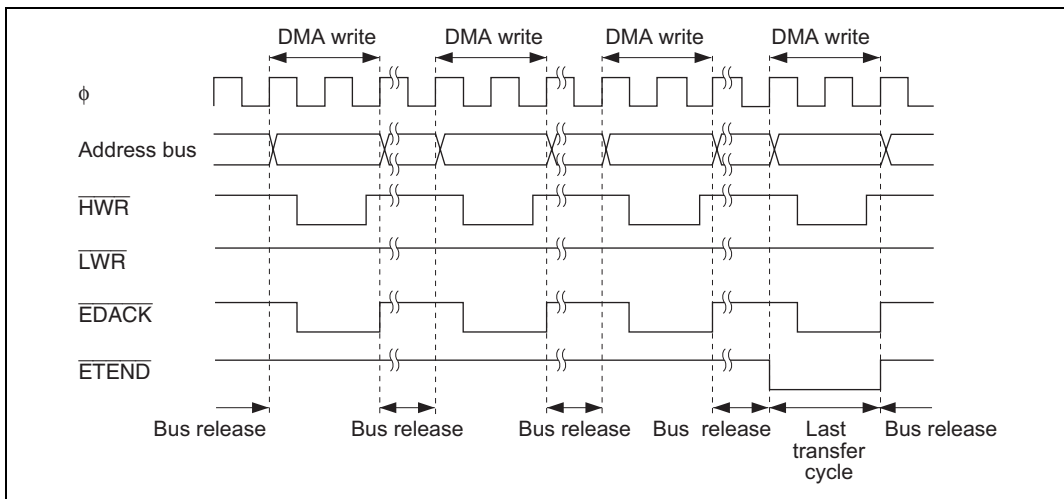 DMA write DMA write DMA write DMA write
ϕ
Address bus
HWR
LWR
EDACK
ETEND
Bus release Bus release Bus release Bus release Last transfer cycle Bus release